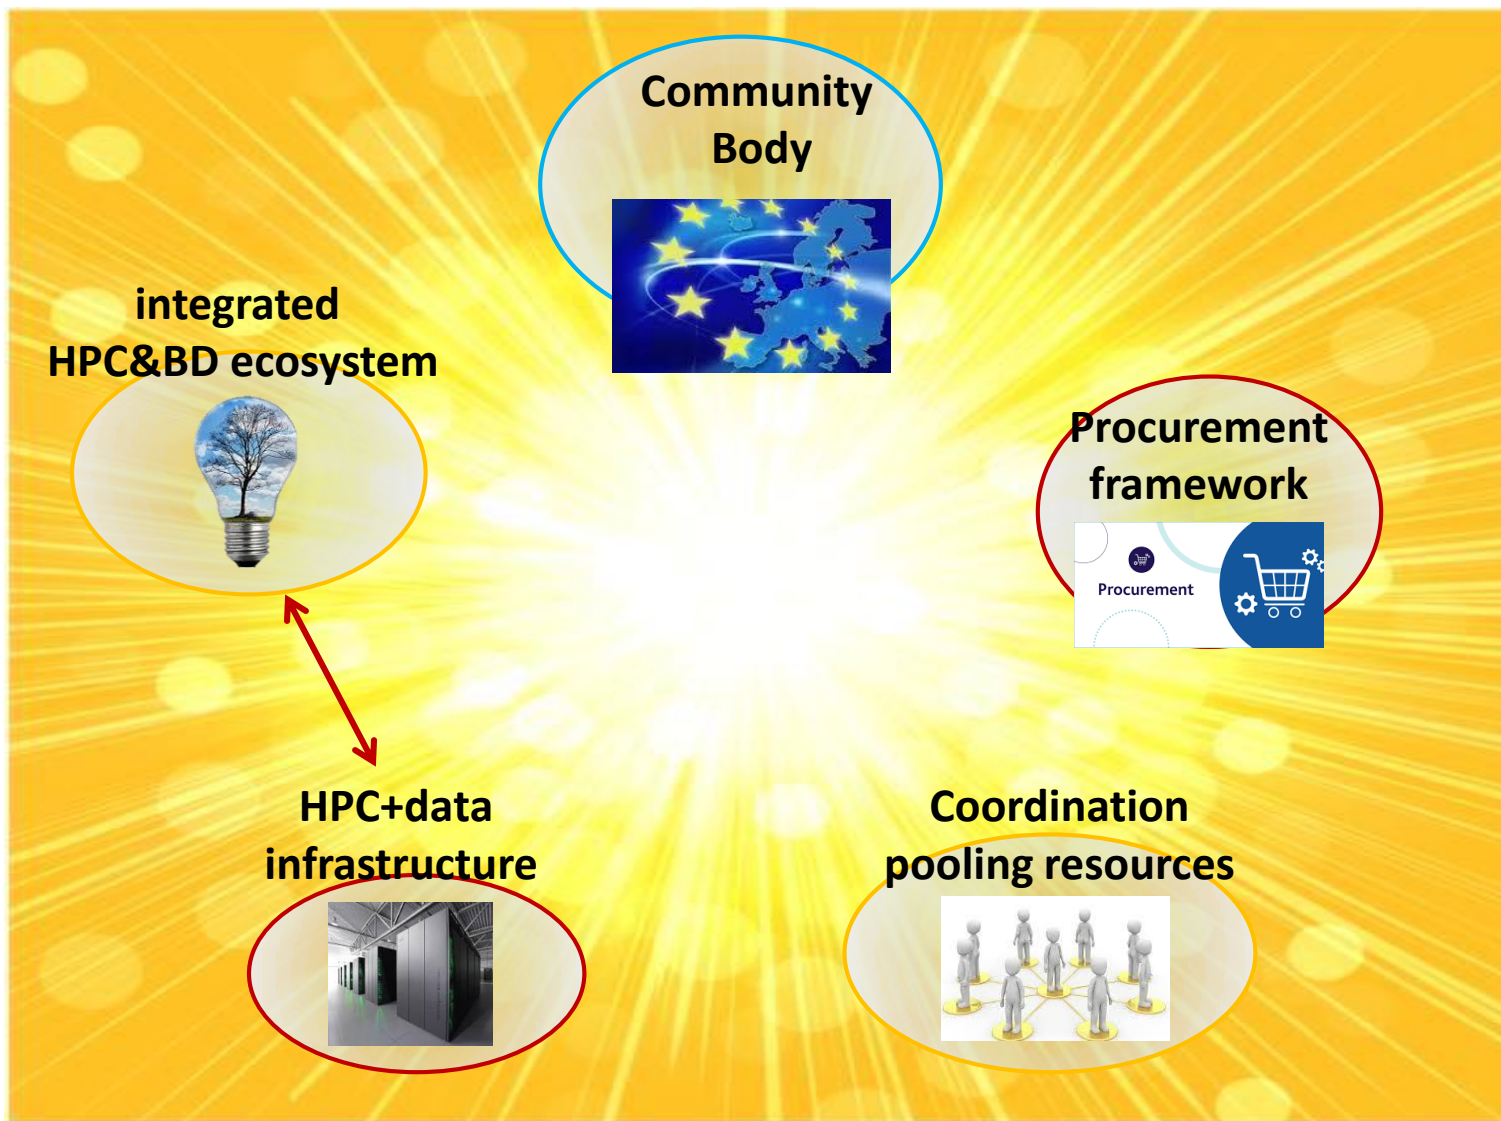 Community
Body
integrated
HPC&BD ecosystem
Procurement
framework
Procurement
HPC+data
infrastructure
Coordination
pooling resources